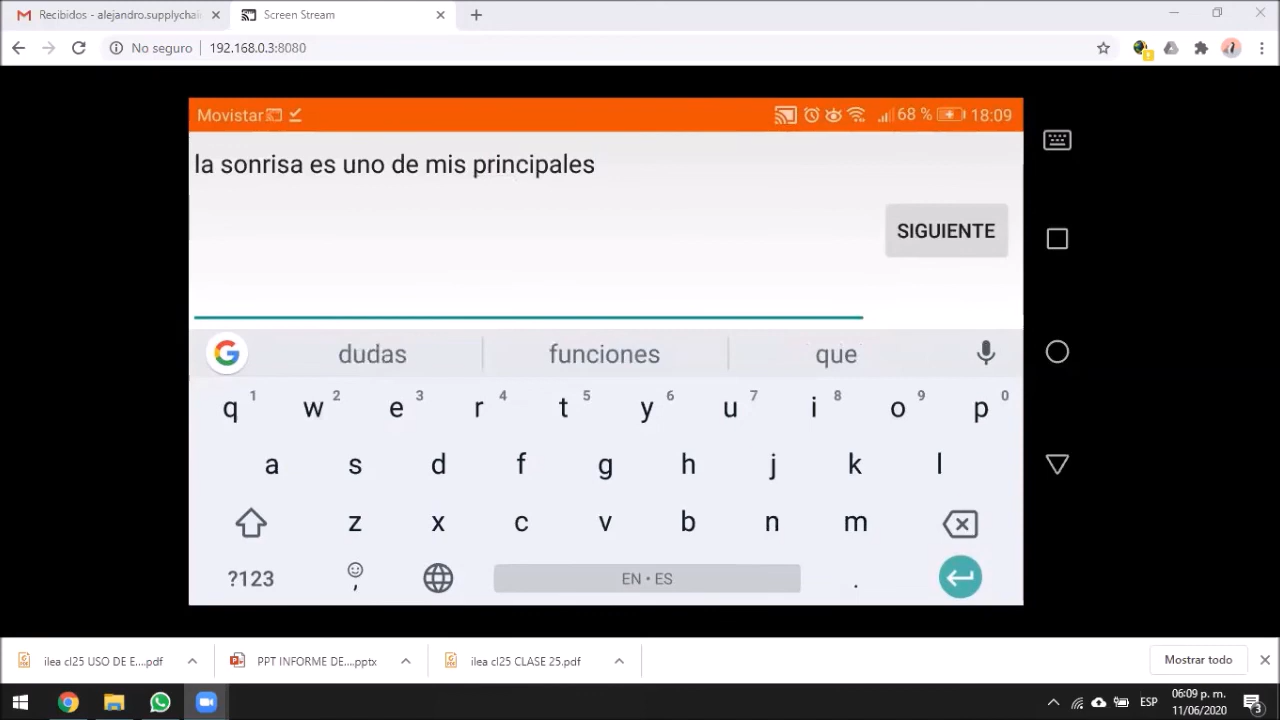 Recibidos - alejandro.supplychai
Screen Stream
No seguro
192.168.0.3:8080
Movistar
68 %
18:09
la sonrisa es uno de mis principales
SIGUIENTE
dudas
funciones
que
q 1 w 2 e 3 r 4 t 5 y 6 u 7 i 8 o 9 p 0
a s d f g h j k l
z x c v b n m
?123
,
EN • ES
.
ilea cl25 USO DE E....pdf
PPT INFORME DE....pptx
ilea cl25 CLASE 25.pdf
Mostrar todo
ESP
06:09 p. m.
11/06/2020
3